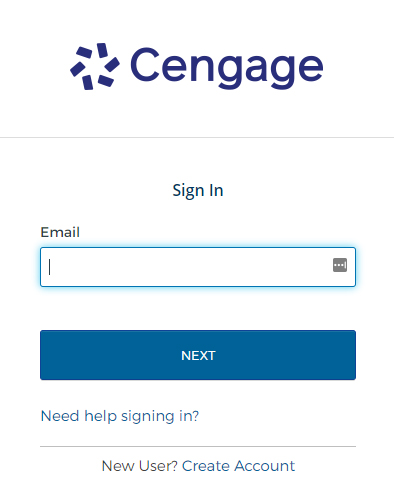 Cengage
Sign In
Email
NEXT
Need help signing in?
New User? Create Account